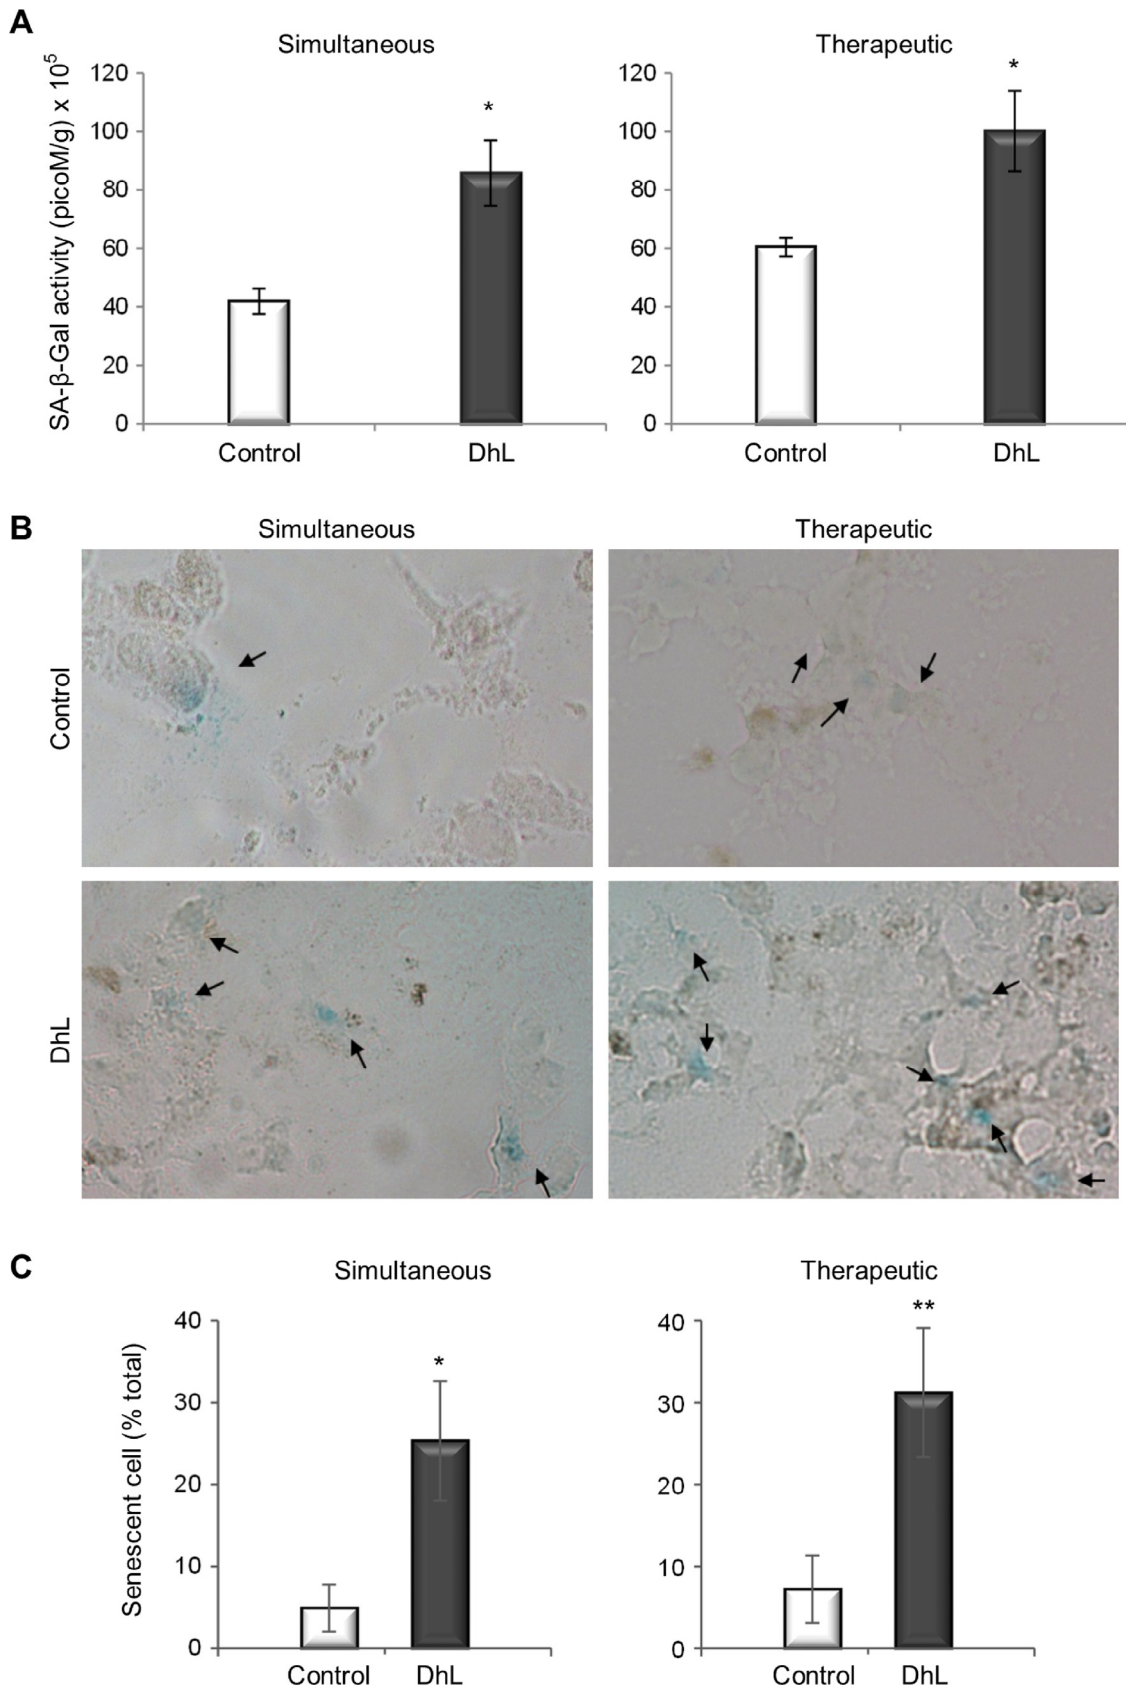 A
Simultaneous
Therapeutic
SA-β-Gal activity (picoM/g) x 10⁵
120
100
80
60
40
20
0
Control
DhL
*
120
100
80
60
40
20
0
Control
DhL
*
B
Simultaneous
Therapeutic
Control
DhL
C
Simultaneous
Therapeutic
Senescent cell (% total)
40
30
20
10
0
Control
DhL
*
40
30
20
10
0
Control
DhL
**